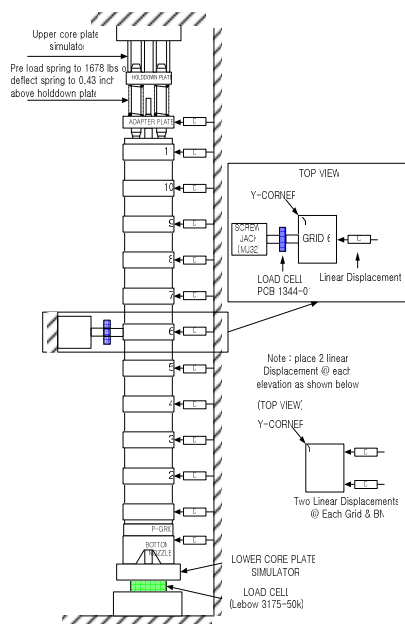 Upper core plate
simulator
Pre load spring to 1678 lbs o
deflect spring to 0.43 inch
above holddown plate
HOLDDOWN PLATE
ADAPTER PLATE
1
10
9
8
7
6
5
4
3
2
P-GRID
BOTTOM
NOZZLE
TOP VIEW
Y-CORNER
SCREW
JACK
(MJ32
GRID 6
LOAD CELL
PCB 1344-0
Linear Displacement
Note : place 2 linear
Displacement @ each
elevation as shown below
(TOP VIEW)
Y-CORNER
Two Linear Displacements
@ Each Grid & BN
LOWER CORE PLATE
SIMULATOR
LOAD CELL
(Lebow 3175-50k)